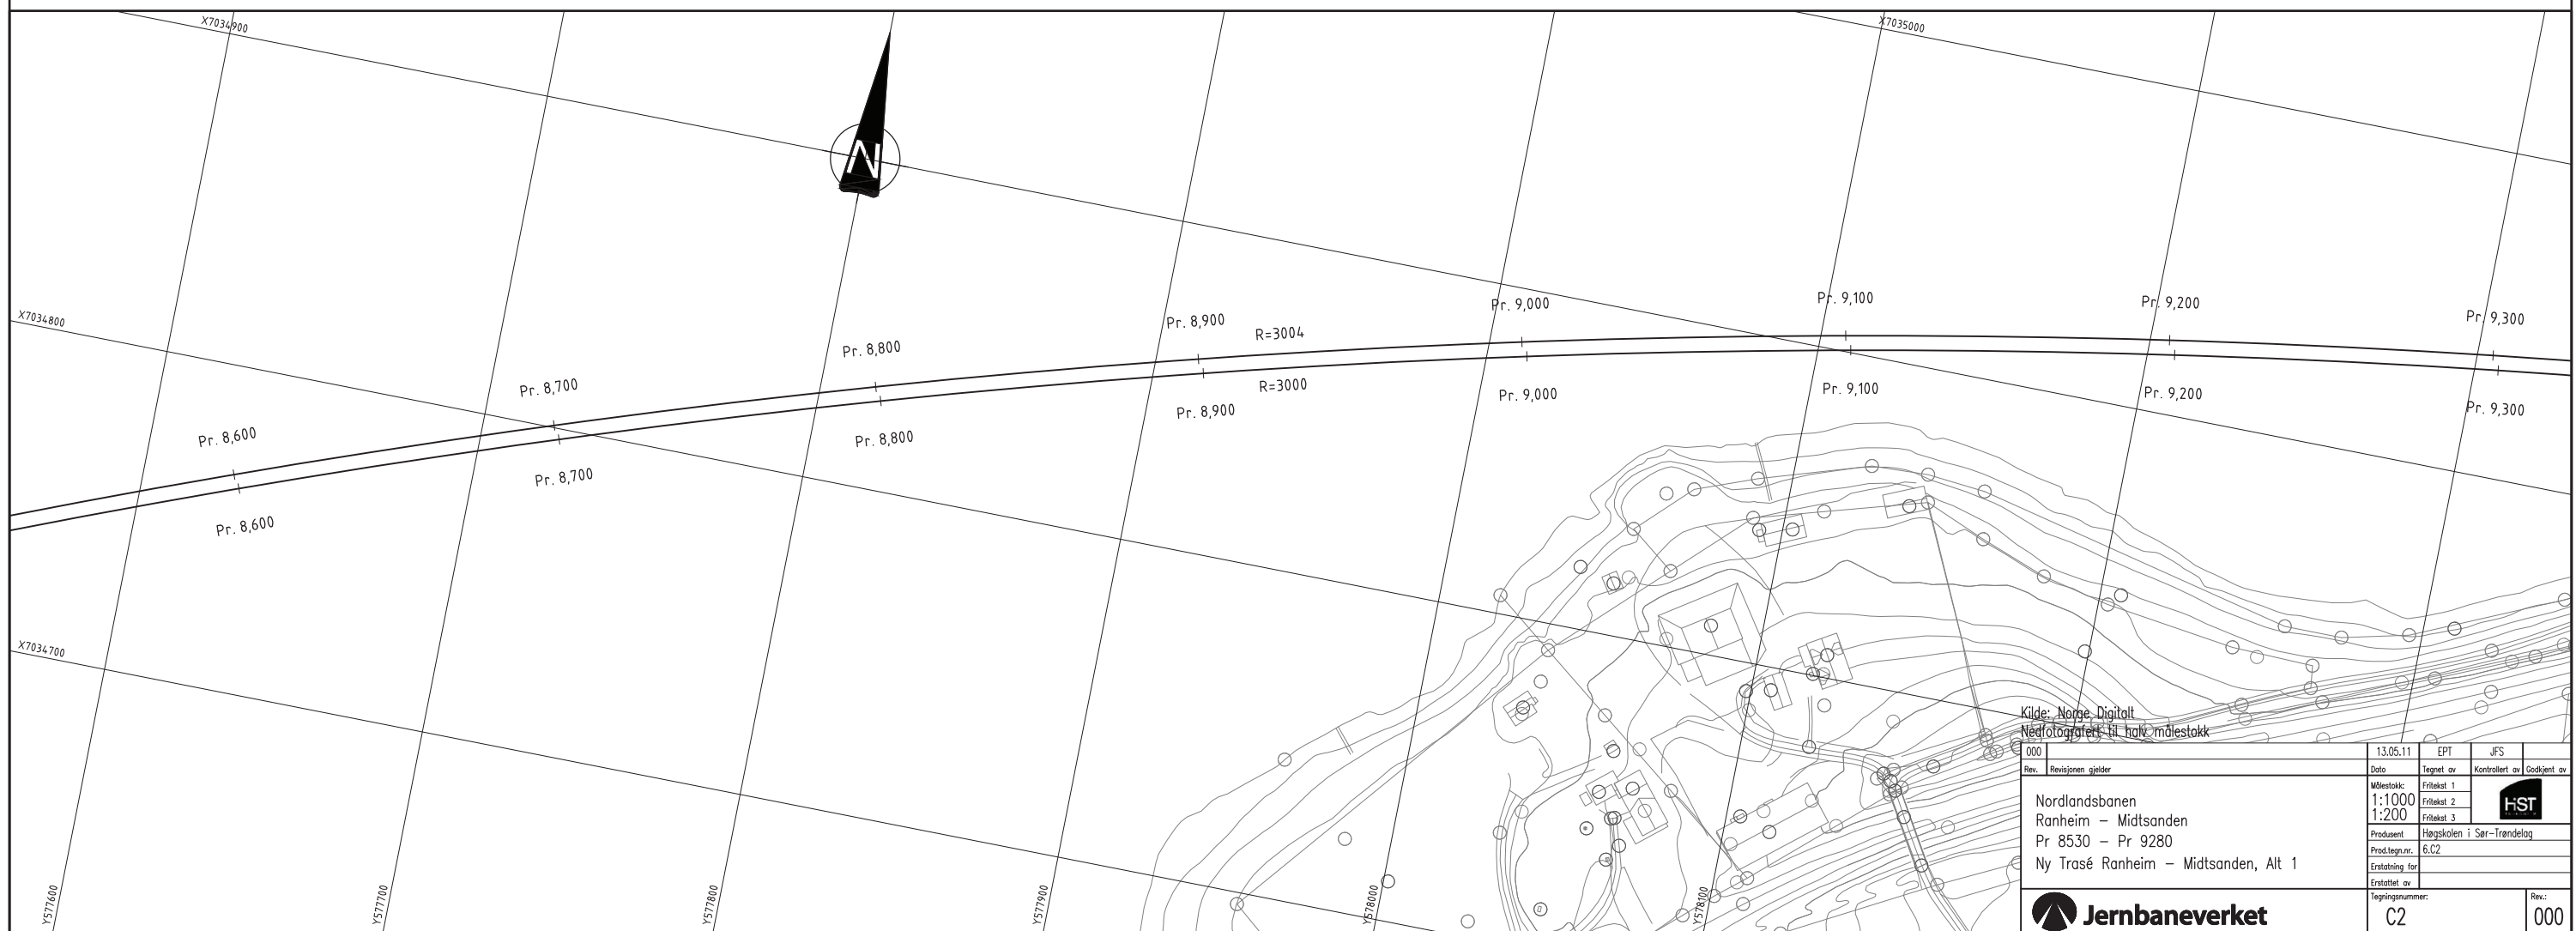 X7034900
X7035000
N
Pr. 9,000
Pr. 9,100
Pr. 9,200
Pr. 9,300
Pr. 8,900
R=3004
X7034800
Pr. 8,800
Pr. 8,700
R=3000
Pr. 8,900
Pr. 9,000
Pr. 9,100
Pr. 9,200
Pr. 9,300
Pr. 8,600
Pr. 8,800
Pr. 8,700
Pr. 8,600
X7034700
Kilde: Norge Digitalt
Nedfotografert til halv målestokk
000 13.05.11 EPT JFS
Rev. Revisjonen gjelder Dato Tegnet av Kontrollert av Godkjent av
Nordlandsbanen
Ranheim – Midtsanden
Pr 8530 – Pr 9280
Ny Trasé Ranheim – Midtsanden, Alt 1
Målestokk:
1:1000
1:200
Fritekst 1
Fritekst 2
Fritekst 3
HiST
Produsent Høgskolen i Sør-Trøndelag
Prod.tegn.nr. 6.C2
Erstatning for
Erstattet av
Jernbaneverket
Tegningsnummer:
C2
Rev.:
000
Y577600
Y577700
Y577800
Y577900
Y578000
Y578100